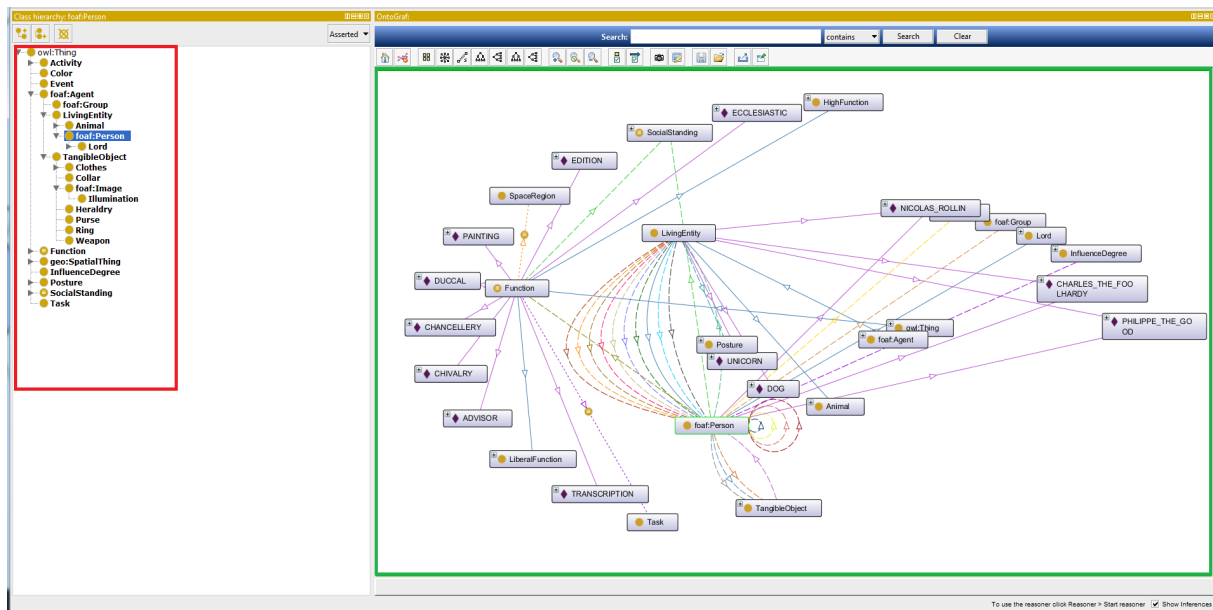 Class hierarchy: foaf:Person
Asserted
owl:Thing
Activity
Color
Event
foaf:Agent
foaf:Group
LivingEntity
Animal
foaf:Person
Lord
TangibleObject
Clothes
Collar
foaf:Image
Illumination
Heraldry
Purse
Ring
Weapon
Function
geo:SpatialThing
InfluenceDegree
Posture
SocialStanding
Task
OntoGraf:
Search:
contains
Search
Clear
HighFunction
ECCLESIASTIC
SocialStanding
EDITION
SpaceRegion
NICOLAS_ROLLIN
foaf:Group
PAINTING
LivingEntity
Lord
InfluenceDegree
DUCCAL
Function
CHARLES_THE_FOO
LHARDY
CHANCELLERY
owl:Thing
PHILIPPE_THE_GO
OD
foaf:Agent
Posture
UNICORN
CHIVALRY
DOG
Animal
ADVISOR
foaf:Person
LiberalFunction
TRANSCRIPTION
TangibleObject
Task
To use the reasoner click Reasoner > Start reasoner
Show Inferences